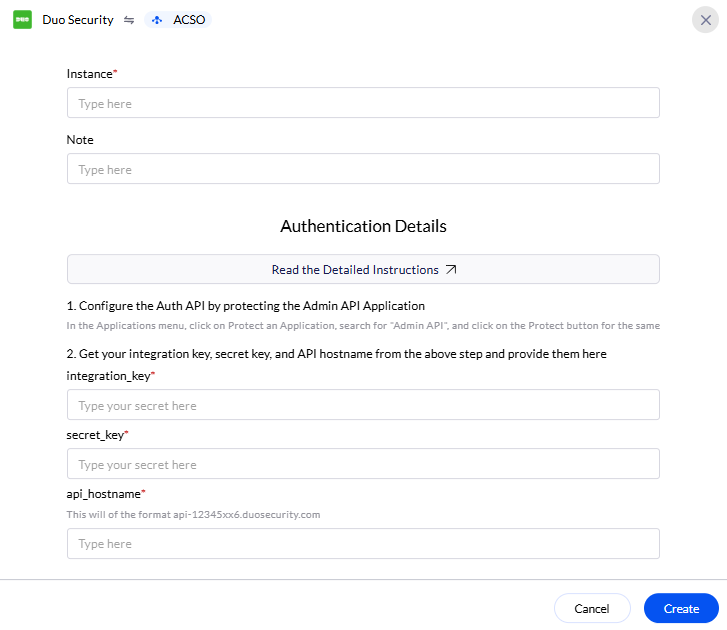 DUO Duo Security ACSO
Instance*
Type here
Note
Type here
Authentication Details
Read the Detailed Instructions
1. Configure the Auth API by protecting the Admin API Application
In the Applications menu, click on Protect an Application, search for "Admin API", and click on the Protect button for the same
2. Get your integration key, secret key, and API hostname from the above step and provide them here
integration_key*
Type your secret here
secret_key*
Type your secret here
api_hostname*
This will of the format api-12345xx6.duosecurity.com
Type here
Cancel Create